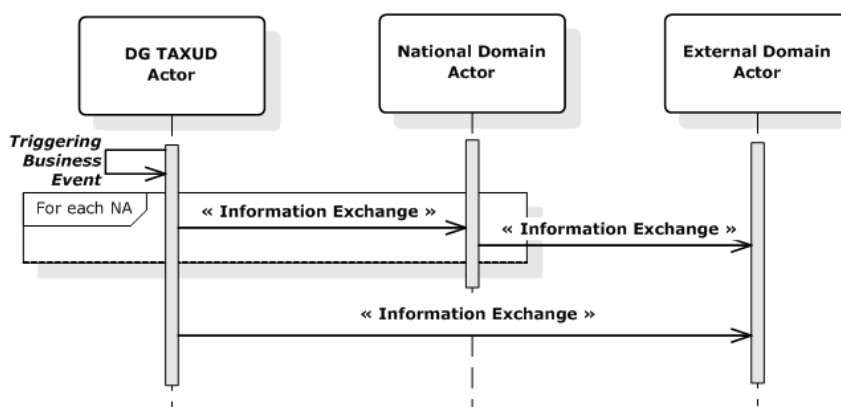 DG TAXUD
Actor
National Domain
Actor
External Domain
Actor
Triggering
Business
Event
For each NA
« Information Exchange »
« Information Exchange »
« Information Exchange »